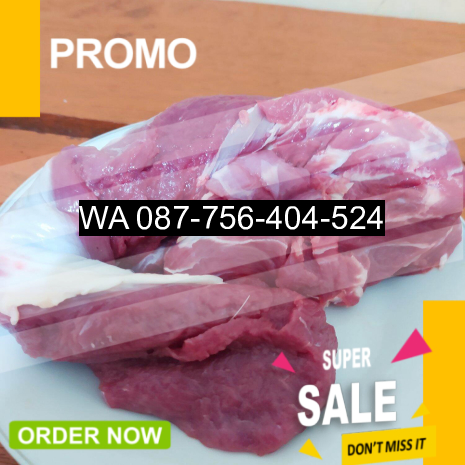 PROMO
WA 087-756-404-524
SUPER
SALE
DON'T MISS IT
ORDER NOW